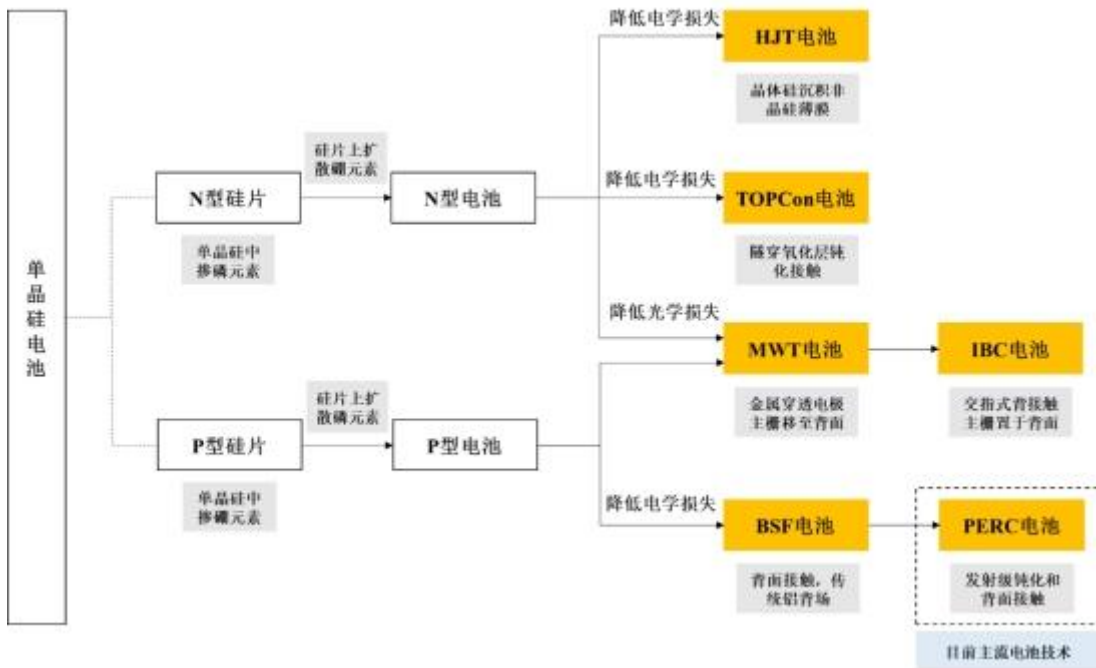 降低电学损失
HJT电池
晶体硅沉积非
晶硅薄膜
硅片上扩
散硼元素
N型硅片
N型电池
降低电学损失
TOPCon电池
单晶硅中
掺磷元素
隧穿氧化层钝
化接触
单晶硅电池
降低光学损失
MWT电池
IBC电池
硅片上扩
散磷元素
金属穿透电极
主栅移至背面
交指式背接触
主栅置于背面
P型硅片
P型电池
单晶硅中
掺硼元素
降低电学损失
BSF电池
PERC电池
背面接触，传
统铝背场
发射级钝化和
背面接触
目前主流电池技术